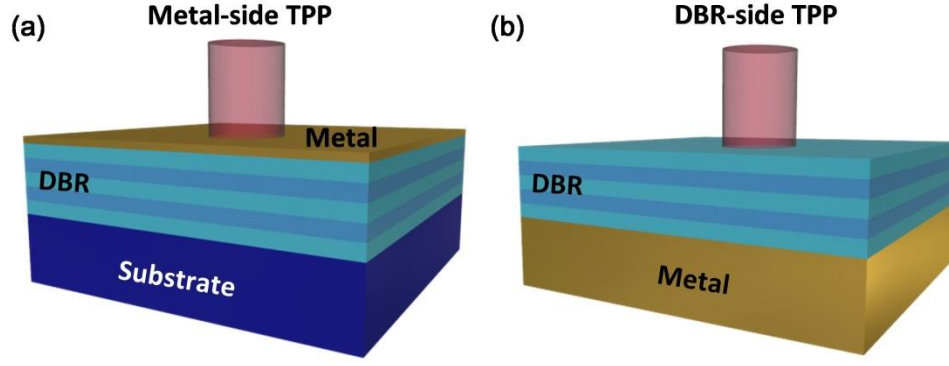 (a)
Metal-side TPP
Metal
DBR
Substrate
(b)
DBR-side TPP
DBR
Metal